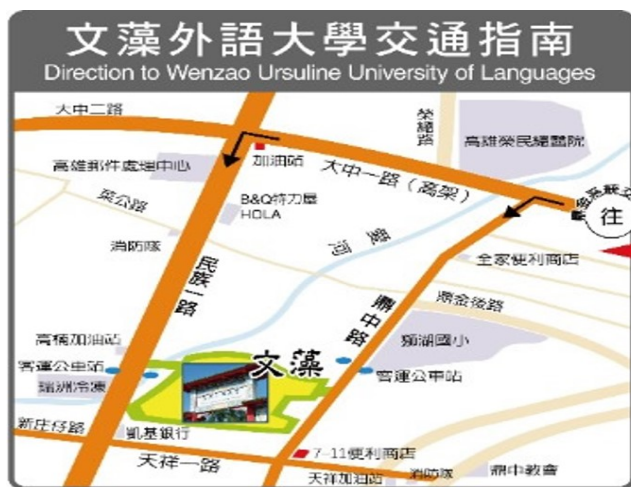 文藻外語大學交通指南
Direction to Wenzao Ursuline University of Languages
大中二路
榮總路
高雄榮民總醫院
加油站
高雄郵件處理中心
大中一路(高架)
往
B&Q特力屋
HOLA
菜公路
愛河
消防隊
全家便利商店
民族一路
鼎中路
鼎金後路
高楠加油站
獅湖國小
文藻
客運公車站
客運公車站
瑞洲冷凍
新庄仔路
凱基銀行
7-11便利商店
天祥一路
天祥加油站
消防隊
鼎中教會